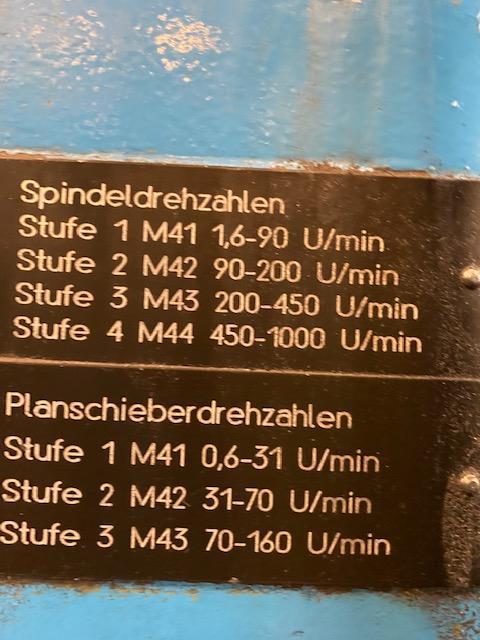 Spindeldrehzahlen
Stufe 1 M41 1,6-90 U/min
Stufe 2 M42 90-200 U/min
Stufe 3 M43 200-450 U/min
Stufe 4 M44 450-1000 U/min
Planschieberdrehzahlen
Stufe 1 M41 0,6-31 U/min
Stufe 2 M42 31-70 U/min
Stufe 3 M43 70-160 U/min